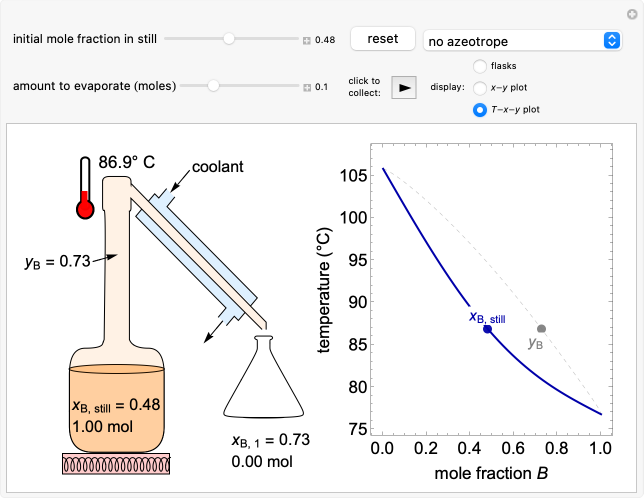 initial mole fraction in still 0.48 reset no azeotrope
amount to evaporate (moles) 0.1 click to collect: display: flasks
x-y plot
T-x-y plot
86.9° C
coolant
yB = 0.73
xB, still = 0.48
1.00 mol
xB, 1 = 0.73
0.00 mol
temperature (°C)
105
100
95
90
85
80
75
xB, still
yB
0.0 0.2 0.4 0.6 0.8 1.0
mole fraction B